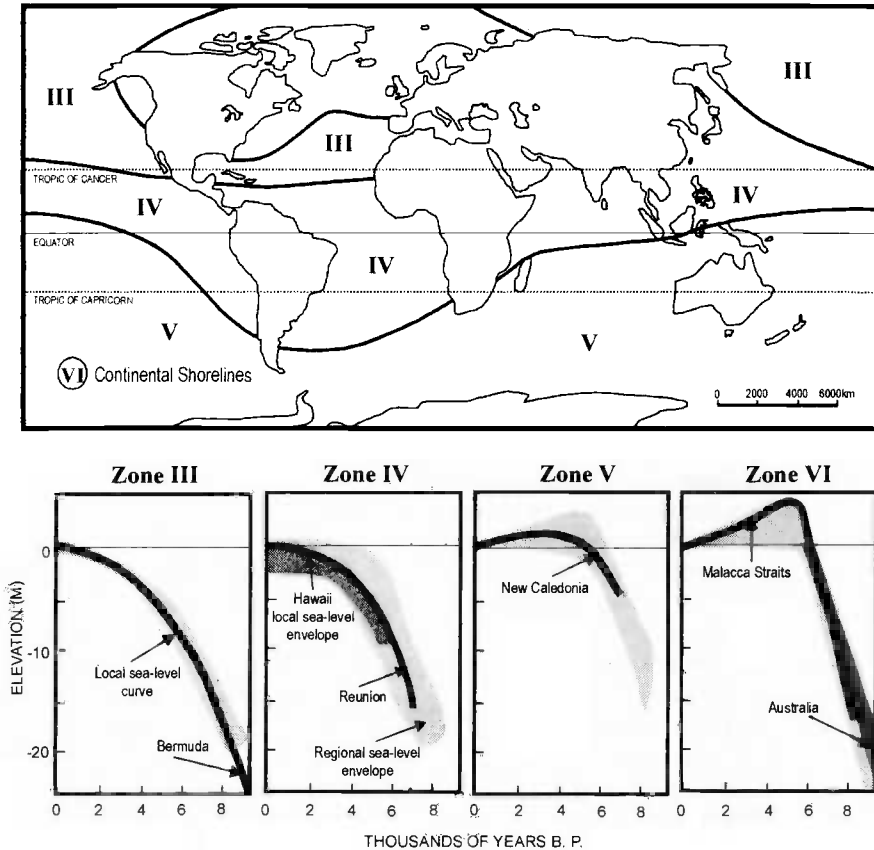 III
III
III
TROPIC OF CANCER
IV
IV
EQUATOR
IV
TROPIC OF CAPRICORN
V
V
VI Continental Shorelines
0 2000 4000 6000km
Zone III
Zone IV
Zone V
Zone VI
ELEVATION (M)
0
-10
-20
Local sea-level
curve
Bermuda
0 2 4 6 8
Hawaii
local sea-level
envelope
Reunion
Regional sea-level
envelope
0 2 4 6 8
New Caledonia
0 2 4 6 8
Malacca Straits
Australia
0 2 4 6 8
THOUSANDS OF YEARS B. P.